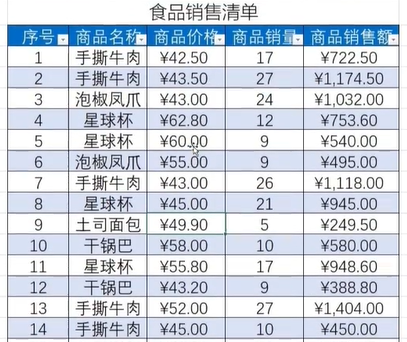 食品销售清单
序号 商品名称 商品价格 商品销量 商品销售额
1 手撕牛肉 ¥42.50 17 ¥722.50
2 手撕牛肉 ¥43.50 27 ¥1,174.50
3 泡椒凤爪 ¥43.00 24 ¥1,032.00
4 星球杯 ¥62.80 12 ¥753.60
5 星球杯 ¥60.00 9 ¥540.00
6 泡椒凤爪 ¥55.00 9 ¥495.00
7 手撕牛肉 ¥43.00 26 ¥1,118.00
8 星球杯 ¥45.00 21 ¥945.00
9 土司面包 ¥49.90 5 ¥249.50
10 干锅巴 ¥58.00 10 ¥580.00
11 星球杯 ¥55.80 17 ¥948.60
12 干锅巴 ¥43.20 9 ¥388.80
13 手撕牛肉 ¥52.00 27 ¥1,404.00
14 手撕牛肉 ¥45.00 10 ¥450.00